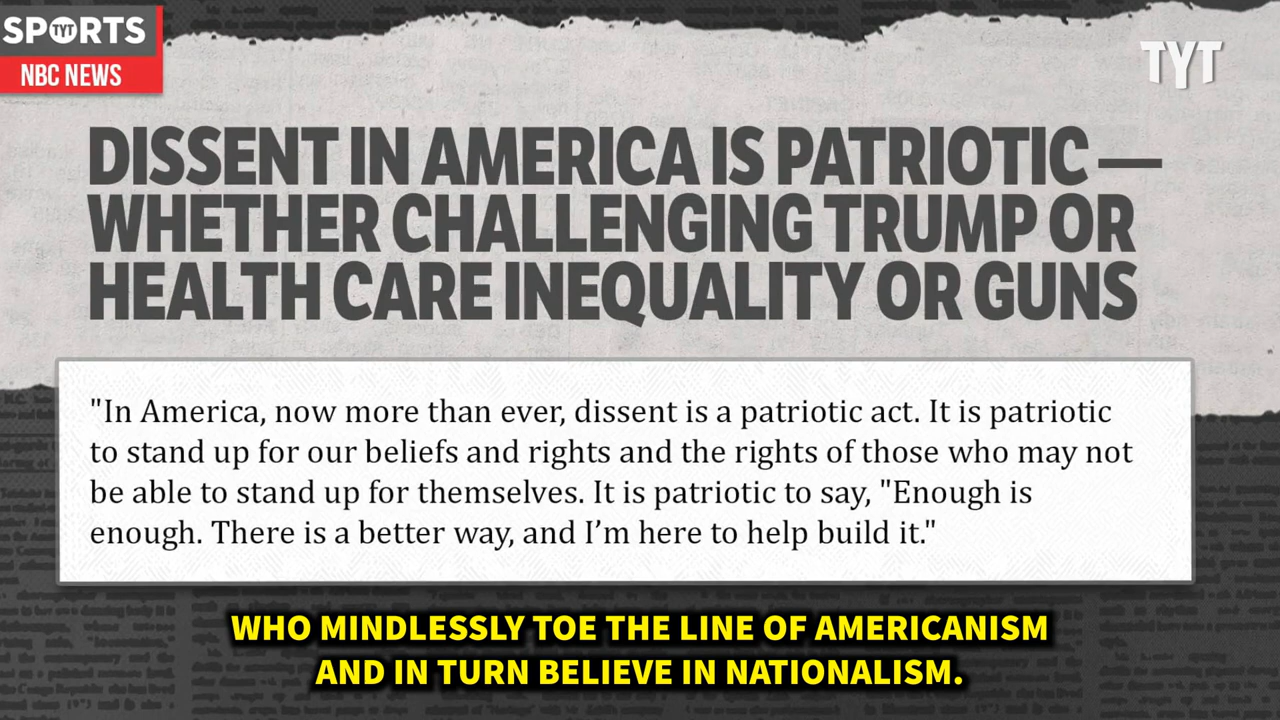 SPORTS
TYT
NBC NEWS
TYT
DISSENT IN AMERICA IS PATRIOTIC —
WHETHER CHALLENGING TRUMP OR
HEALTH CARE INEQUALITY OR GUNS
"In America, now more than ever, dissent is a patriotic act. It is patriotic
to stand up for our beliefs and rights and the rights of those who may not
be able to stand up for themselves. It is patriotic to say, "Enough is
enough. There is a better way, and I’m here to help build it."
WHO MINDLESSLY TOE THE LINE OF AMERICANISM
AND IN TURN BELIEVE IN NATIONALISM.